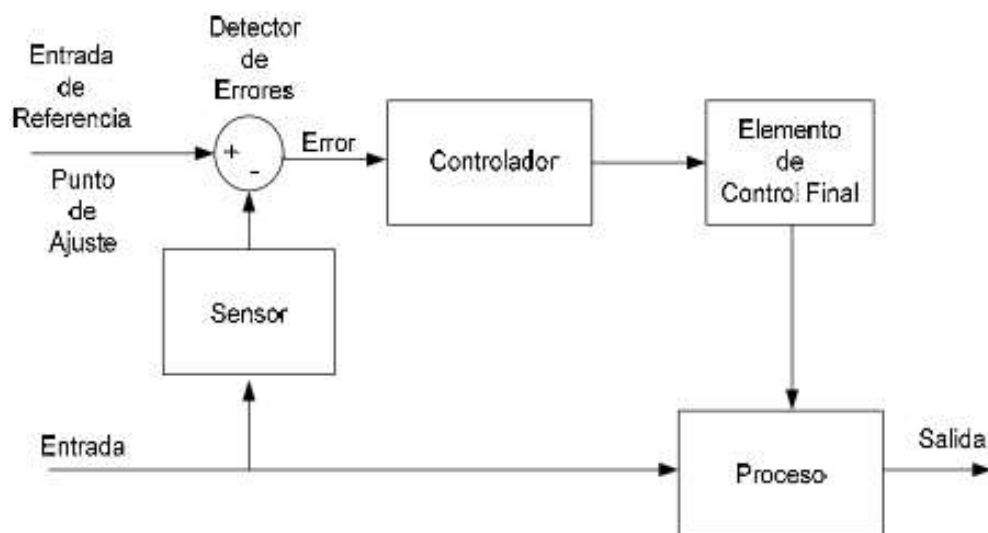 Entrada
de
Referencia
Punto
de
Ajuste
Detector
de
Errores
+
-
Error
Controlador
Elemento
de
Control Final
Sensor
Entrada
Proceso
Salida